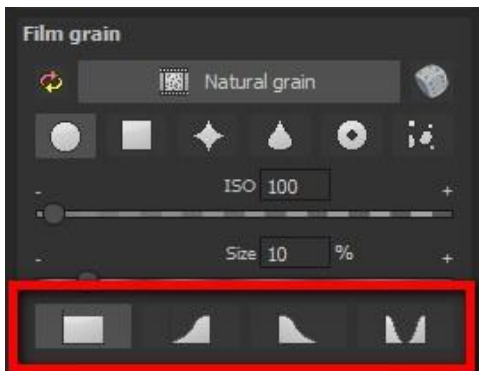 Film grain
Natural grain
- ISO 100 +
- Size 10 % +